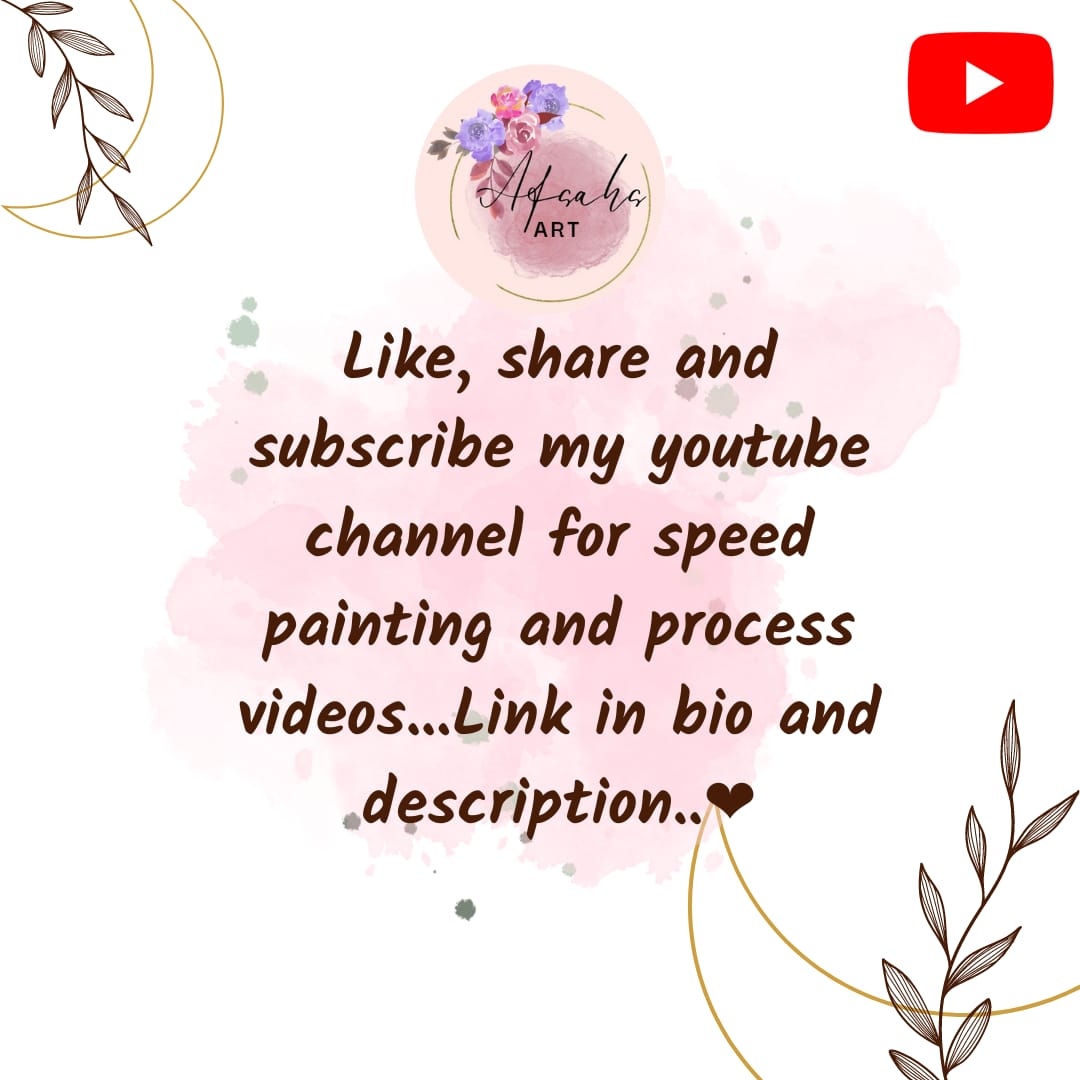 Afsahs
ART
Like, share and
subscribe my youtube
channel for speed
painting and process
videos...Link in bio and
description..❤